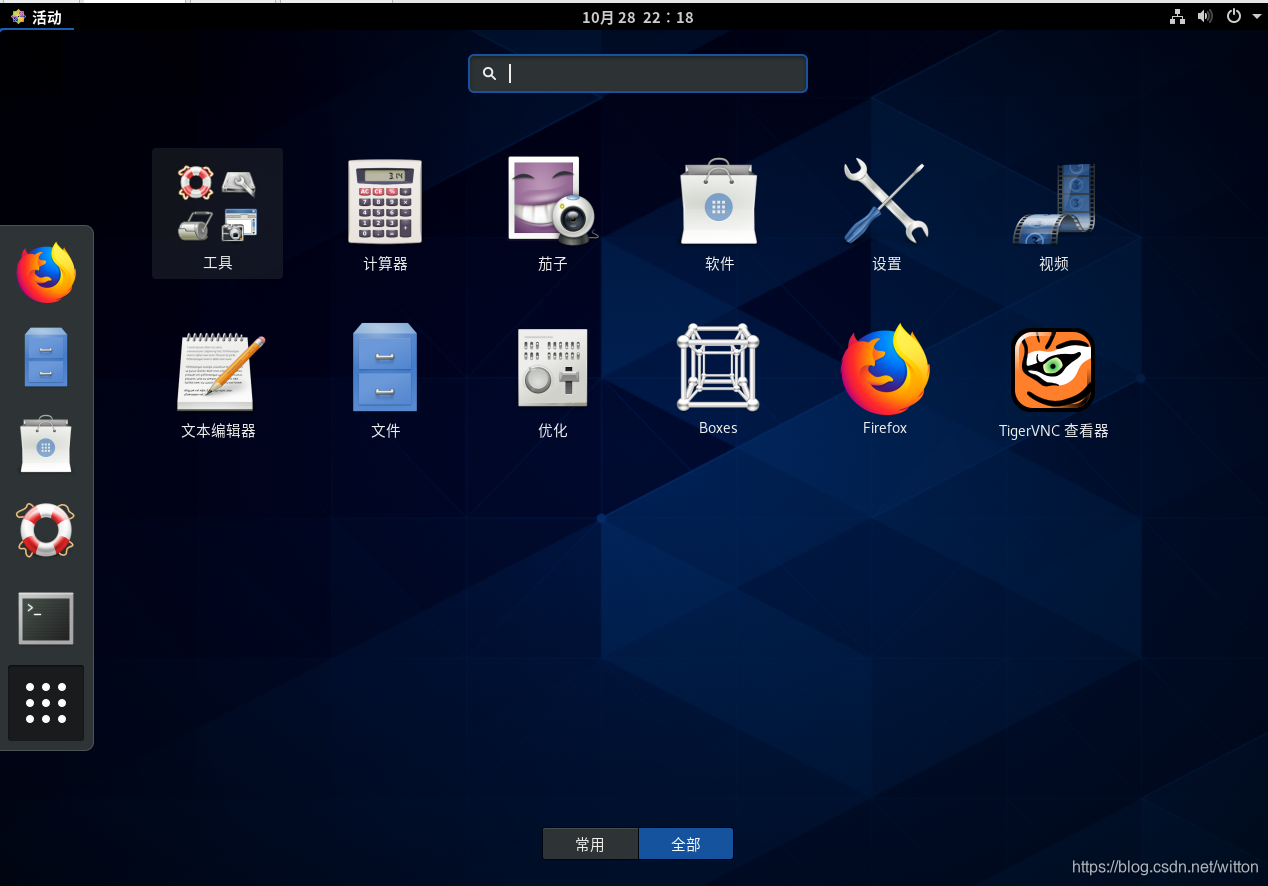 活动
10月 28 22：18
工具
计算器
茄子
软件
设置
视频
文本编辑器
文件
优化
Boxes
Firefox
TigerVNC 查看器
常用
全部
https://blog.csdn.net/witton